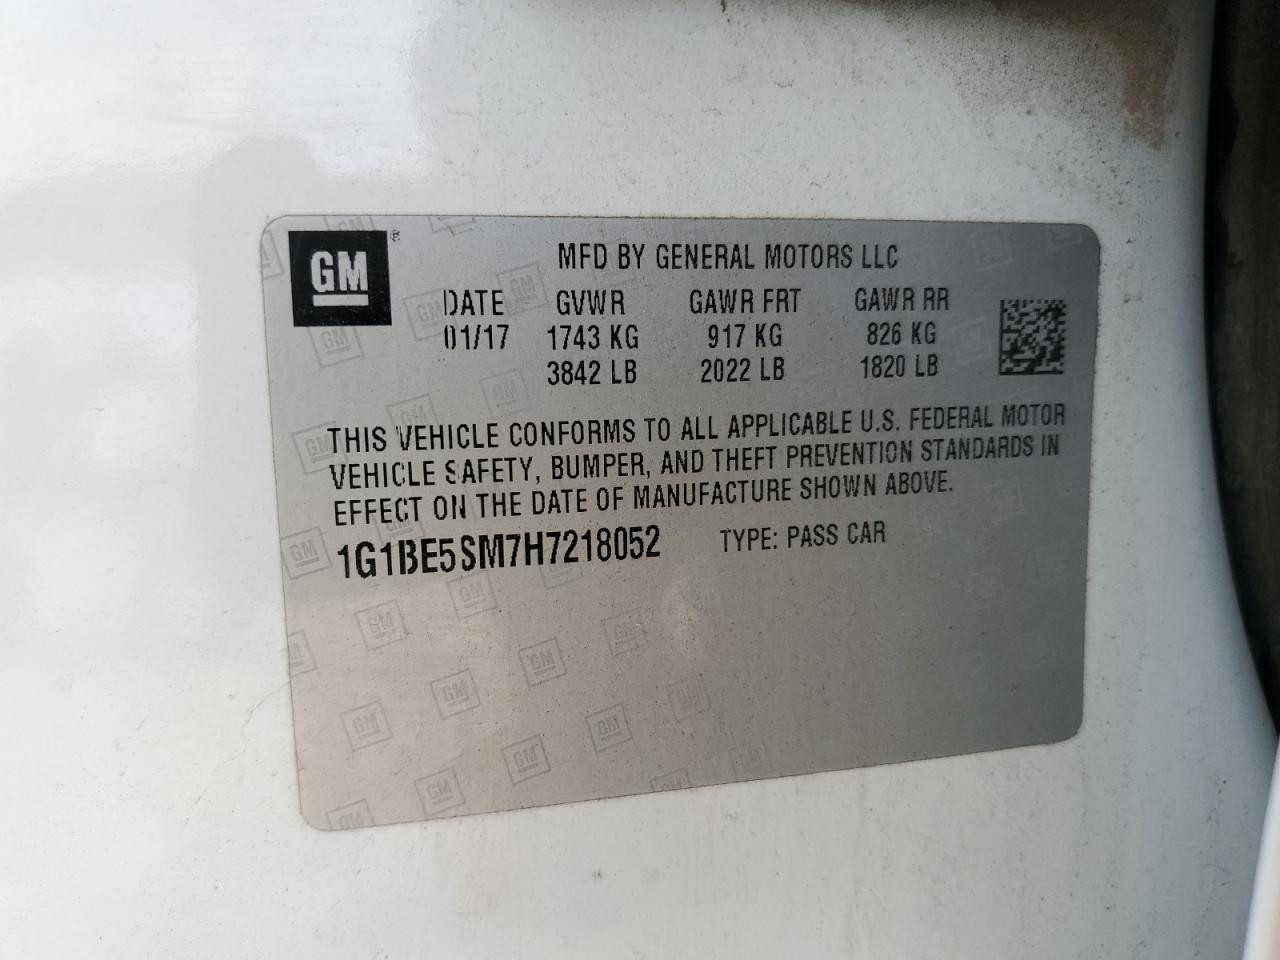 GM
MFD BY GENERAL MOTORS LLC
DATE GVWR GAWR FRT GAWR RR
01/17 1743 KG 917 KG 826 KG
3842 LB 2022 LB 1820 LB
THIS VEHICLE CONFORMS TO ALL APPLICABLE U.S. FEDERAL MOTOR
VEHICLE SAFETY, BUMPER, AND THEFT PREVENTION STANDARDS IN
EFFECT ON THE DATE OF MANUFACTURE SHOWN ABOVE.
1G1BE5SM7H7218052 TYPE: PASS CAR